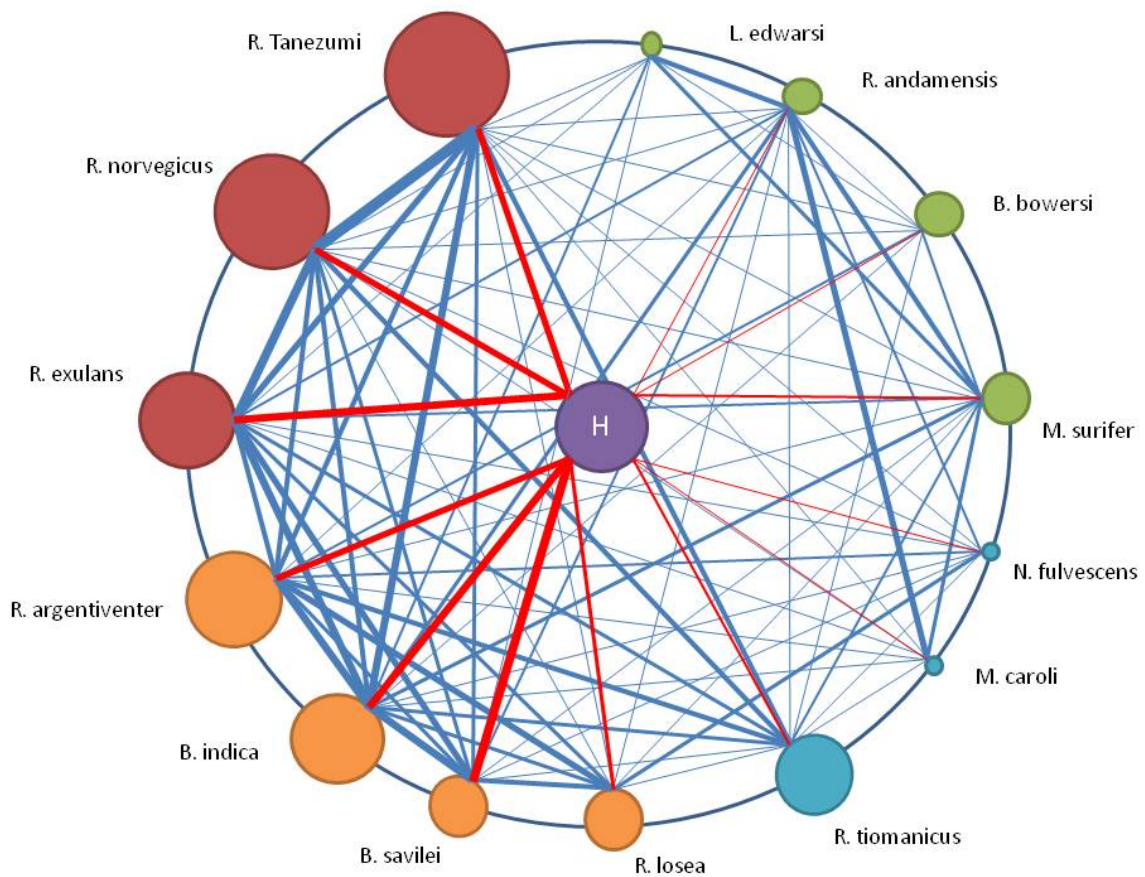 R. Tanezumi
L. edwarsi
R. andamensis
R. norvegicus
B. bowersi
R. exulans
H
M. surifer
R. argentiventer
N. fulvescens
M. caroli
B. indica
R. tiomanicus
B. savilei
R. losea